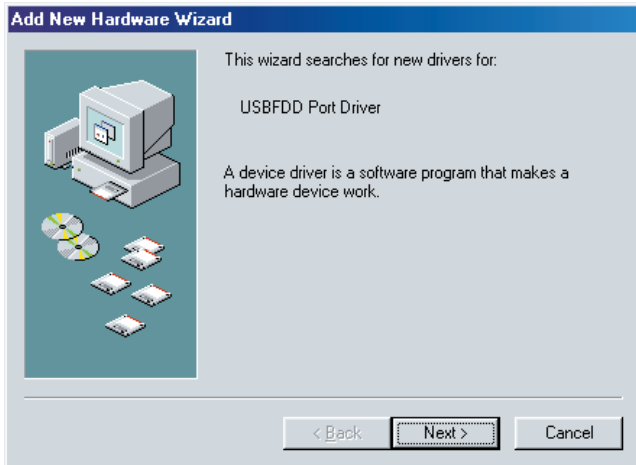 Add New Hardware Wizard
This wizard searches for new drivers for:
USBFDD Port Driver
A device driver is a software program that makes a
hardware device work.
< Back
Next >
Cancel